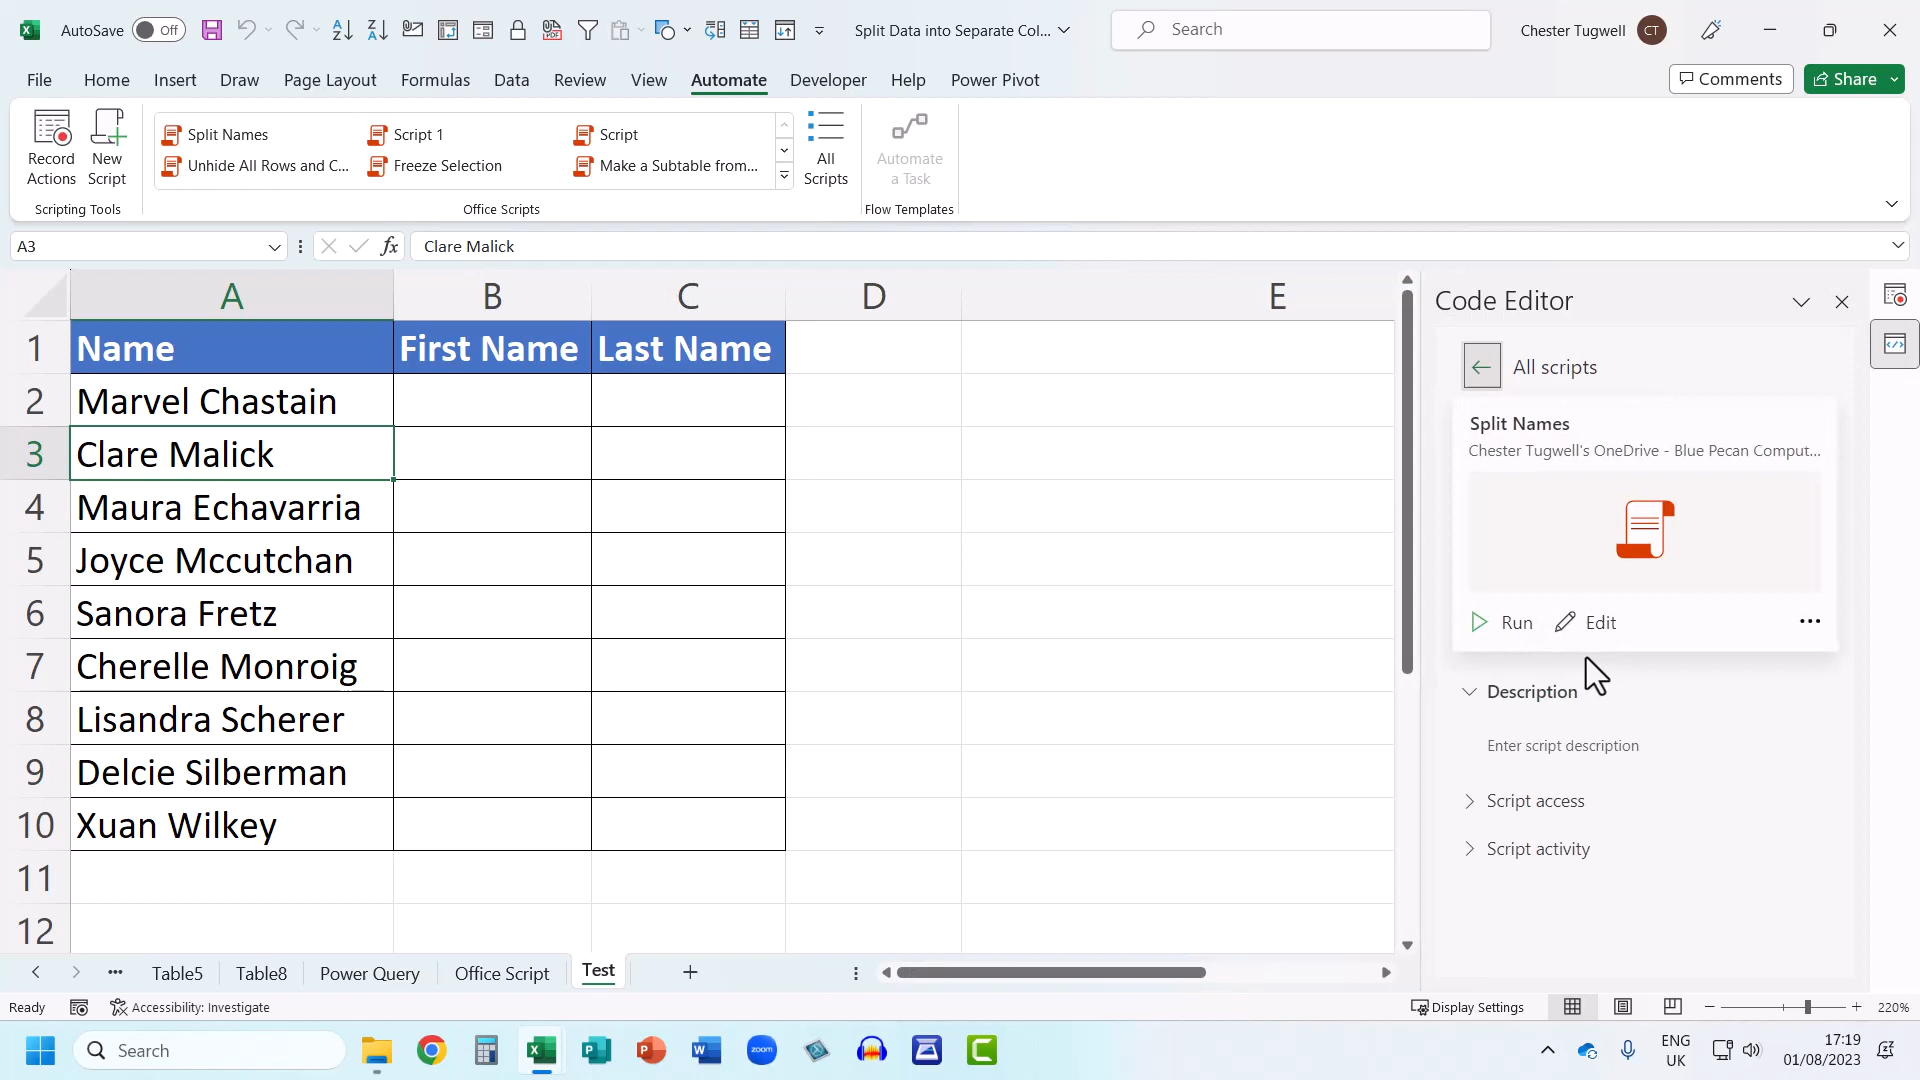 AutoSave Off
Split Data into Separate Col...
Search
Chester Tugwell CT
File Home Insert Draw Page Layout Formulas Data Review View Automate Developer Help Power Pivot
Comments Share
Record Actions
New Script
Scripting Tools
Split Names Script 1 Script
Unhide All Rows and C... Freeze Selection Make a Subtable from...
Office Scripts
All Scripts
Automate a Task
Flow Templates
A3 fx Clare Malick
A B C D E
1 Name First Name Last Name
2 Marvel Chastain
3 Clare Malick
4 Maura Echavarria
5 Joyce Mccutchan
6 Sanora Fretz
7 Cherelle Monroig
8 Lisandra Scherer
9 Delcie Silberman
10 Xuan Wilkey
11
12
Code Editor
All scripts
Split Names
Chester Tugwell's OneDrive - Blue Pecan Comput...
Run Edit
Description
Enter script description
Script access
Script activity
Table5 Table8 Power Query Office Script Test
Ready Accessibility: Investigate Display Settings 220%
Search
zoom
ENG
UK
17:19
01/08/2023